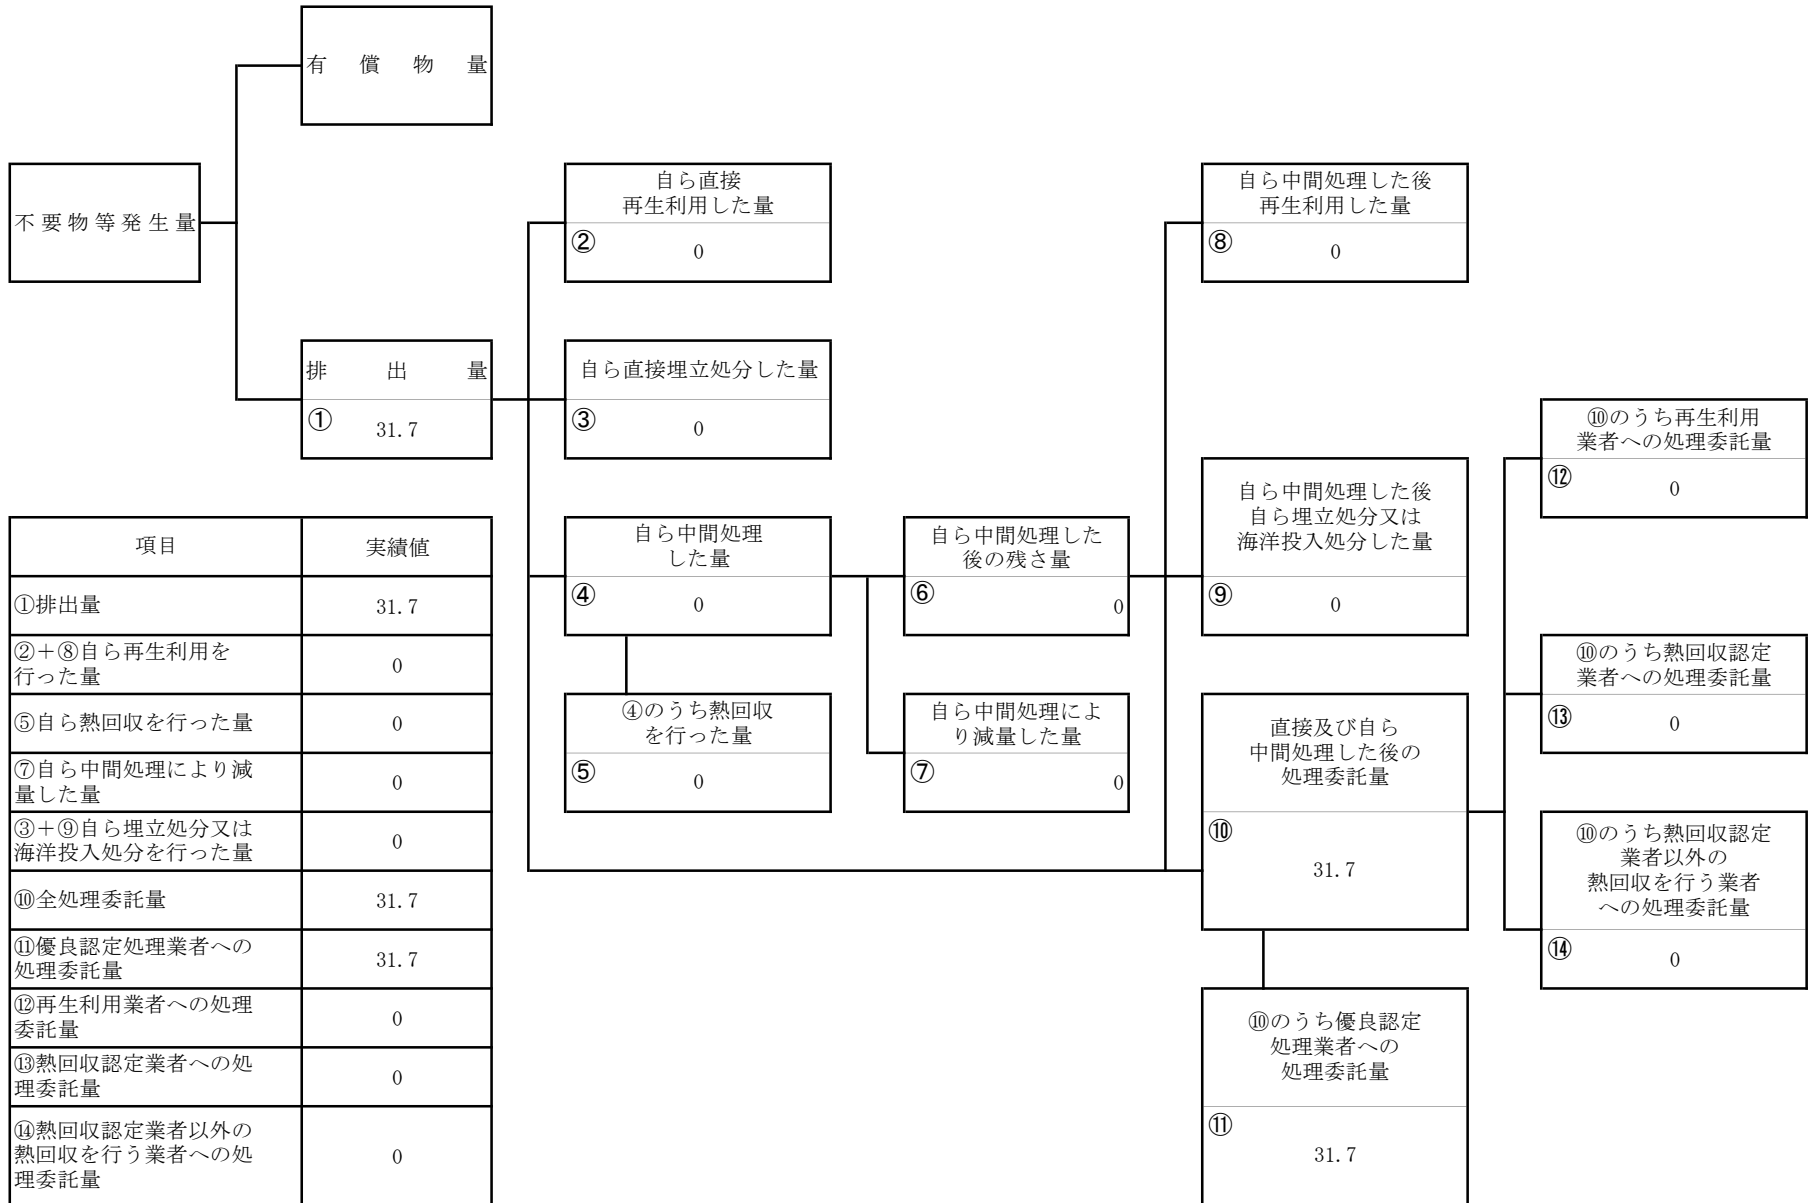 有償物量
不要物等発生量
排出量
① 31.7
自ら直接
再生利用した量
② 0
自ら直接埋立処分した量
③ 0
自ら中間処理
した量
④ 0
④のうち熱回収
を行った量
⑤ 0
自ら中間処理した
後の残さ量
⑥ 0
自ら中間処理によ
り減量した量
⑦ 0
自ら中間処理した後
再生利用した量
⑧ 0
自ら中間処理した後
自ら埋立処分又は
海洋投入処分した量
⑨ 0
直接及び自ら
中間処理した後の
処理委託量
⑩ 31.7
⑩のうち優良認定
処理業者への
処理委託量
⑪ 31.7
⑩のうち再生利用
業者への処理委託量
⑫ 0
⑩のうち熱回収認定
業者への処理委託量
⑬ 0
⑩のうち熱回収認定
業者以外の
熱回収を行う業者
への処理委託量
⑭ 0
項目 実績値
①排出量 31.7
②＋⑧自ら再生利用を
行った量 0
⑤自ら熱回収を行った量 0
⑦自ら中間処理により減
量した量 0
③＋⑨自ら埋立処分又は
海洋投入処分を行った量 0
⑩全処理委託量 31.7
⑪優良認定処理業者への
処理委託量 31.7
⑫再生利用業者への処理
委託量 0
⑬熱回収認定業者への処
理委託量 0
⑭熱回収認定業者以外の
熱回収を行う業者への処
理委託量 0